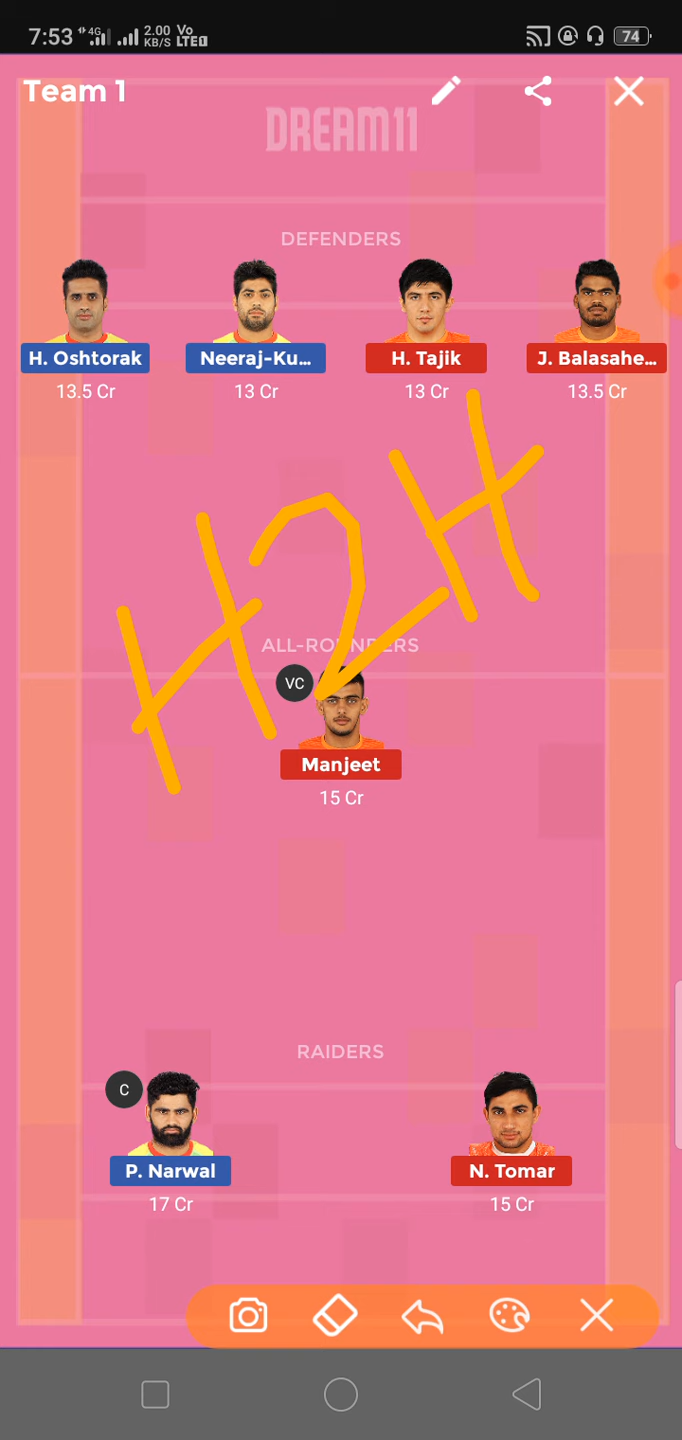 7:53 4G 2.00 KB/S Vo LTE 74
Team 1
DREAM11
DEFENDERS
H. Oshtorak Neeraj-Ku... H. Tajik J. Balasahe...
13.5 Cr 13 Cr 13 Cr 13.5 Cr
H2H
ALL-ROUNDERS
VC
Manjeet
15 Cr
RAIDERS
C
P. Narwal N. Tomar
17 Cr 15 Cr